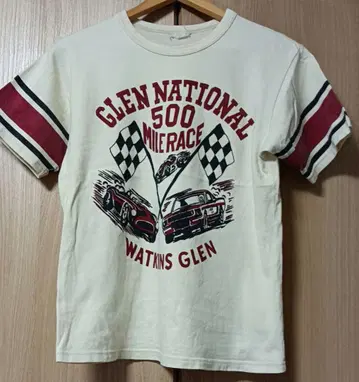 GLEN NATIONAL
500
MILE RACE
WATKINS GLEN